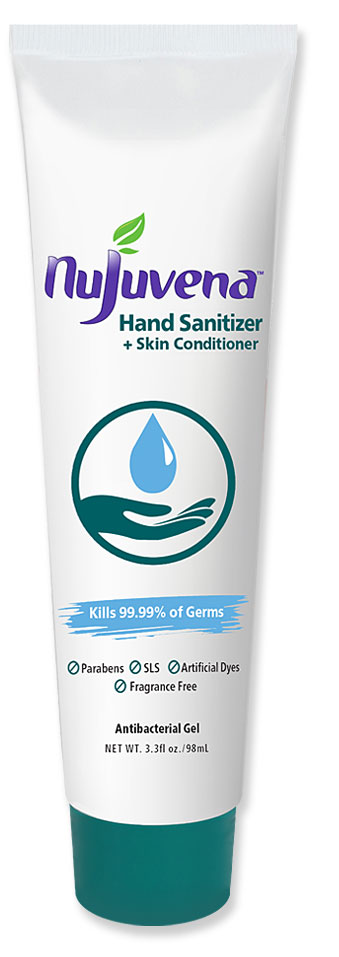 nuJuvena™
Hand Sanitizer
+ Skin Conditioner
Kills 99.99% of Germs
Parabens SLS Artificial Dyes
Fragrance Free
Antibacterial Gel
NET WT. 3.3fl oz./98mL